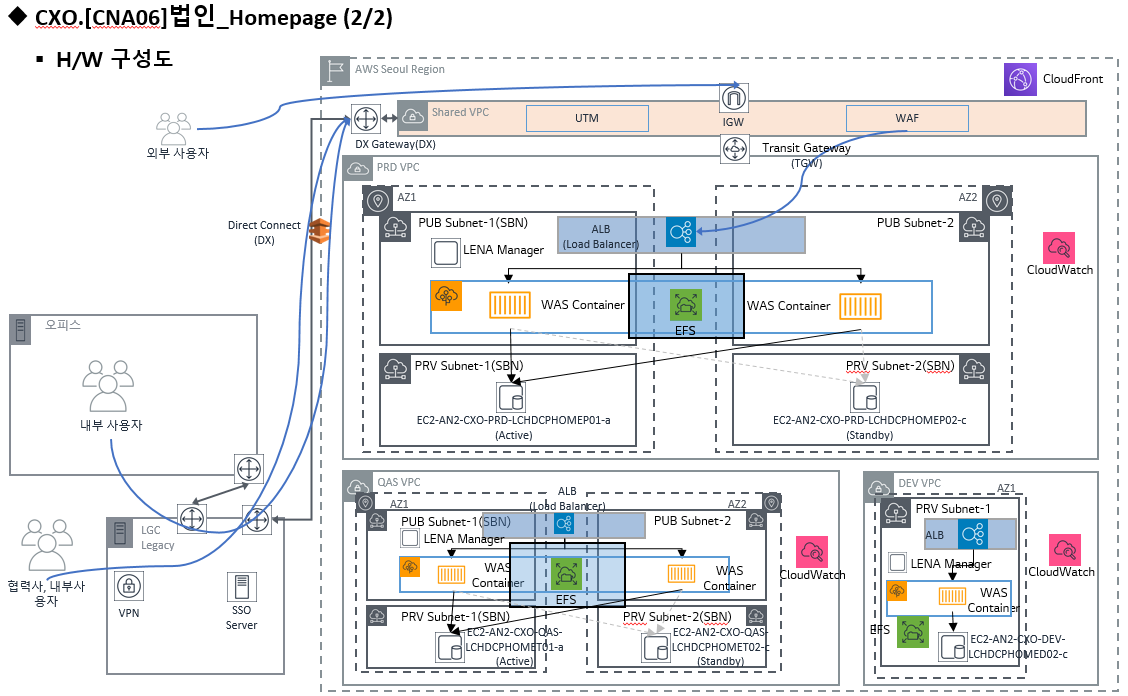 ◆ CXO.[CNA06]법인_Homepage (2/2)
▪ H/W 구성도
AWS Seoul Region
CloudFront
외부 사용자
Shared VPC
UTM
IGW
WAF
DX Gateway(DX)
Transit Gateway
(TGW)
PRD VPC
AZ1
AZ2
Direct Connect
(DX)
PUB Subnet-1(SBN)
ALB
(Load Balancer)
PUB Subnet-2
LENA Manager
CloudWatch
WAS Container
EFS
WAS Container
PRV Subnet-1(SBN)
PRV Subnet-2(SBN)
EC2-AN2-CXO-PRD-LCHDCPHOMEP01-a
(Active)
EC2-AN2-CXO-PRD-LCHDCPHOMEP02-c
(Standby)
오피스
내부 사용자
LGC
Legacy
협력사, 내부사
용자
VPN
SSO
Server
QAS VPC
AZ1
ALB
(Load Balancer)
AZ2
PUB Subnet-1(SBN)
PUB Subnet-2
LENA Manager
WAS
Container
EFS
WAS
Container
CloudWatch
PRV Subnet-1(SBN)
PRV Subnet-2(SBN)
EC2-AN2-CXO-QAS-
LCHDCPHOMET01-a
(Active)
EC2-AN2-CXO-QAS-
LCHDCPHOMET02-c
(Standby)
DEV VPC
AZ1
PRV Subnet-1
ALB
LENA Manager
CloudWatch
WAS
Container
EFS
EC2-AN2-CXO-DEV-
LCHDCPHOMED02-c